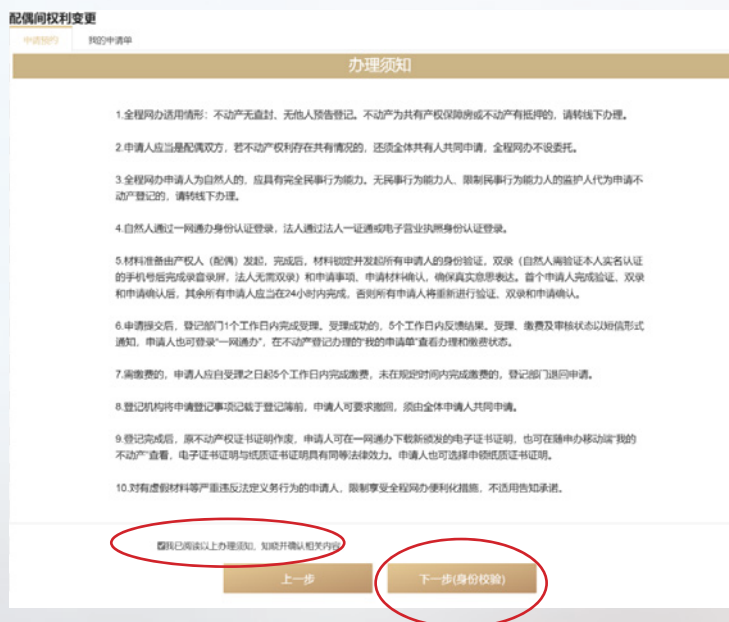 配偶间权利变更
申请预约
我的申请单
办理须知
1.全程网办适用情形：不动产无查封、无他人预告登记。不动产为共有产权保障房或不动产有抵押的，请转线下办理。
2.申请人应当是配偶双方，若不动产权利存在共有情况的，还须全体共有人共同申请，全程网办不设委托。
3.全程网办申请人为自然人的，应具有完全民事行为能力。无民事行为能力人、限制民事行为能力人的监护人代为申请不
动产登记的，请转线下办理。
4.自然人通过一网通办身份认证登录，法人通过法人一证通或电子营业执照身份认证登录。
5.材料准备由产权人（配偶）发起，完成后，材料锁定并发起所有申请人的身份验证，双录（自然人需验证本人实名认证
的手机号后完成录音录屏，法人无需双录）和申请事项、申请材料确认，确保真实意思表达。首个申请人完成验证、双录
和申请确认后，其余所有申请人应当在24小时内完成，否则所有申请人将重新进行验证、双录和申请确认。
6.申请提交后，登记部门1个工作日内完成受理。受理成功的，5个工作日内反馈结果。受理、缴费及审核状态以短信形式
通知，申请人也可登录“一网通办”，在不动产登记办理的“我的申请单”查看办理和缴费状态。
7.需缴费的，申请人应自受理之日起5个工作日内完成缴费，未在规定时间内完成缴费的，登记部门退回申请。
8.登记机构将申请登记事项记载于登记簿前，申请人可要求撤回，须由全体申请人共同申请。
9.登记完成后，原不动产权证书证明作废，申请人可在一网通办下载新颁发的电子证书证明，也可在随申办移动端“我的
不动产”查看，电子证书证明与纸质证书证明具有同等法律效力。申请人也可选择申领纸质证书证明。
10.对有虚假材料等严重违反法定义务行为的申请人，限制享受全程网办便利化措施，不适用告知承诺。
我已阅读以上办理须知，知晓并确认相关内容
上一步
下一步(身份校验)